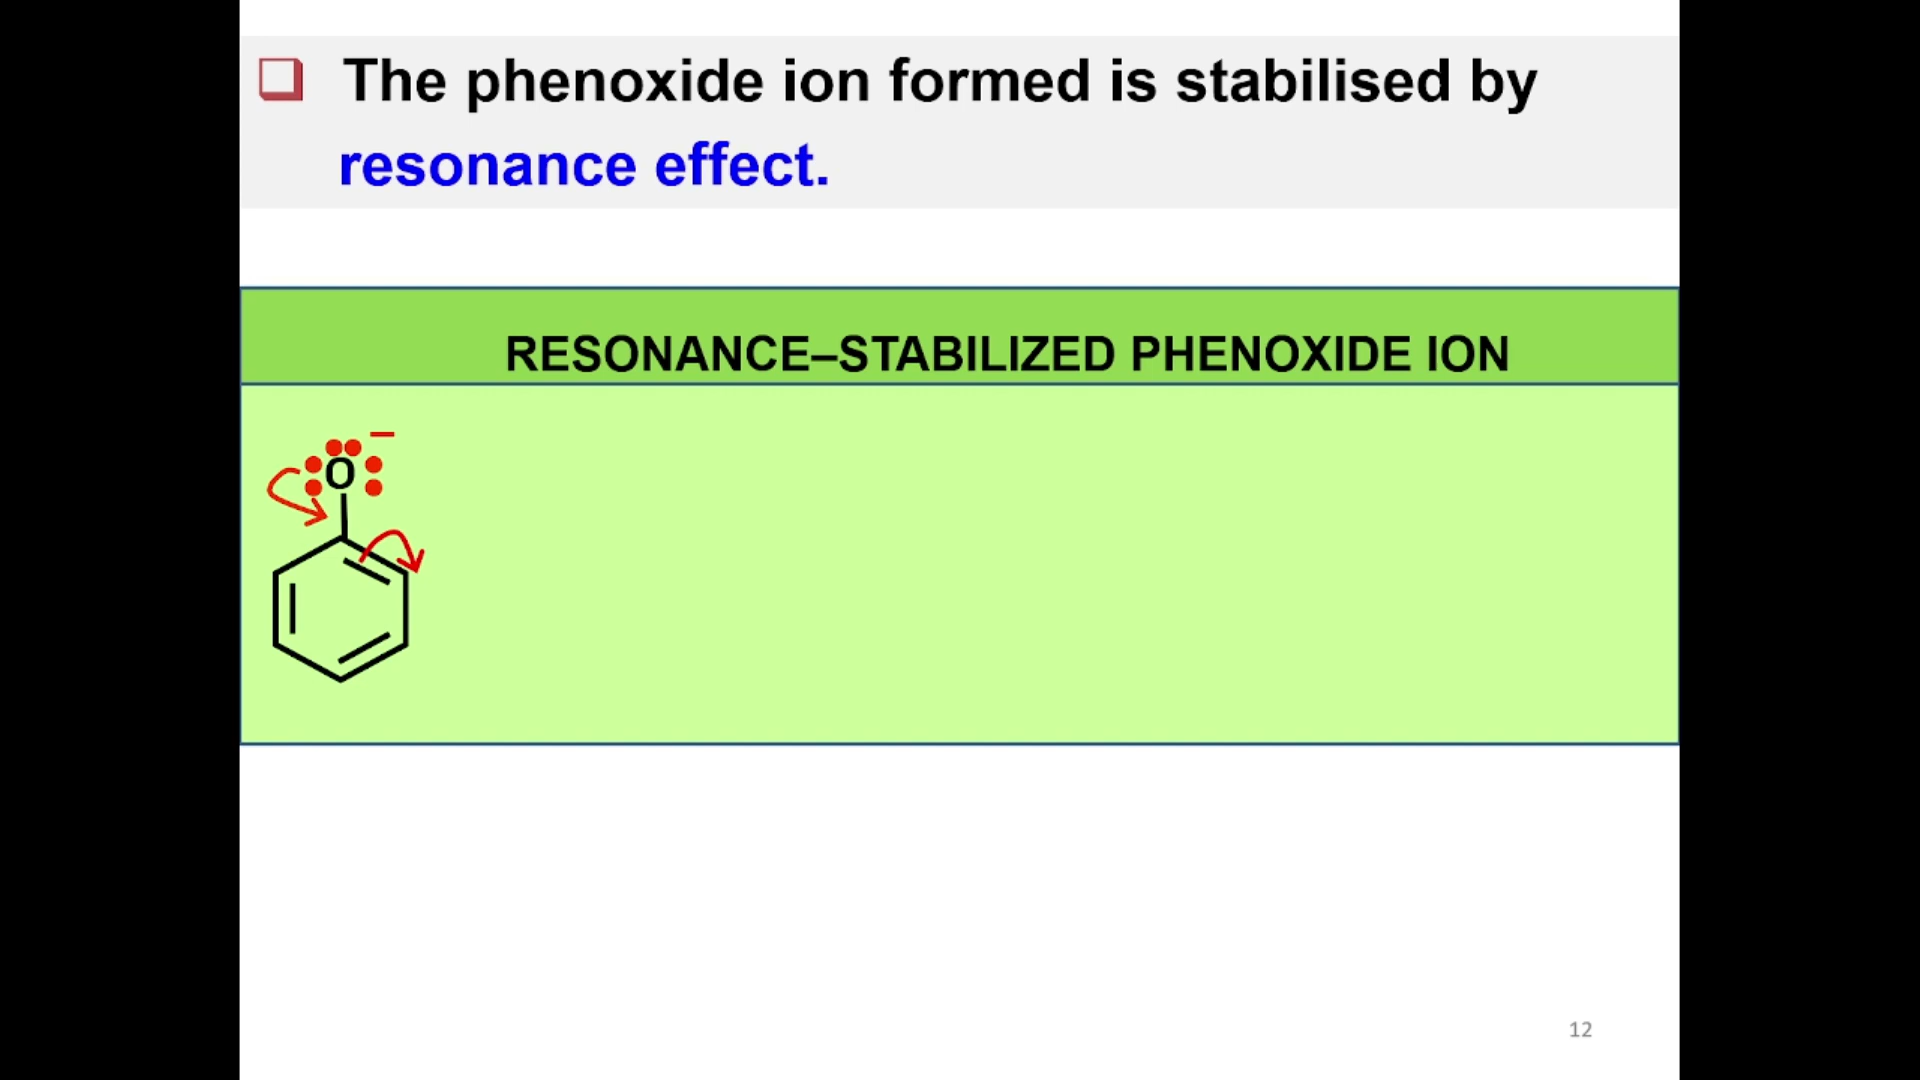 The phenoxide ion formed is stabilised by
resonance effect.
RESONANCE–STABILIZED PHENOXIDE ION
–
O
12